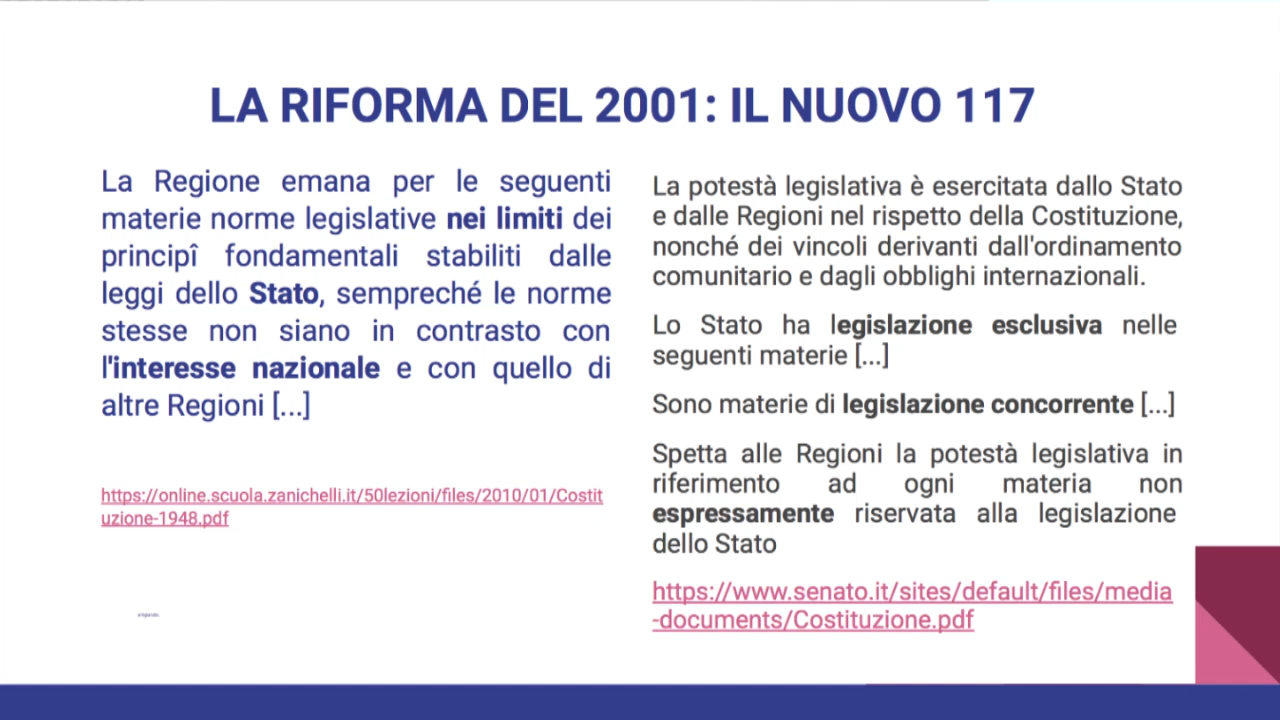 LA RIFORMA DEL 2001: IL NUOVO 117
La Regione emana per le seguenti
materie norme legislative nei limiti dei
principî fondamentali stabiliti dalle
leggi dello Stato, sempreché le norme
stesse non siano in contrasto con
l'interesse nazionale e con quello di
altre Regioni [...]
https://online.scuola.zanichelli.it/50lezioni/files/2010/01/Costit
uzione-1948.pdf
La potestà legislativa è esercitata dallo Stato
e dalle Regioni nel rispetto della Costituzione,
nonché dei vincoli derivanti dall'ordinamento
comunitario e dagli obblighi internazionali.
Lo Stato ha legislazione esclusiva nelle
seguenti materie [...]
Sono materie di legislazione concorrente [...]
Spetta alle Regioni la potestà legislativa in
riferimento ad ogni materia non
espressamente riservata alla legislazione
dello Stato
https://www.senato.it/sites/default/files/media
-documents/Costituzione.pdf